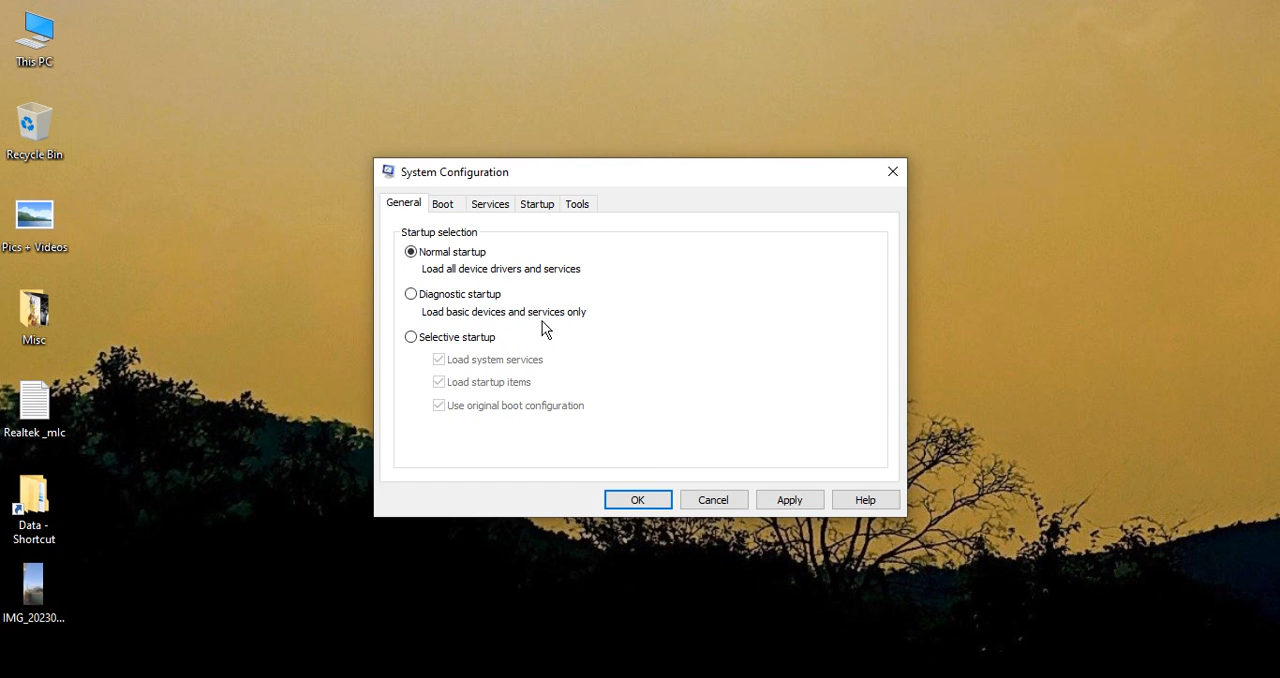 This PC
Recycle Bin
Pics + Videos
Misc
Realtek _mic
Data -
Shortcut
IMG_20230...
System Configuration
General Boot Services Startup Tools
Startup selection
Normal startup
Load all device drivers and services
Diagnostic startup
Load basic devices and services only
Selective startup
Load system services
Load startup items
Use original boot configuration
OK Cancel Apply Help